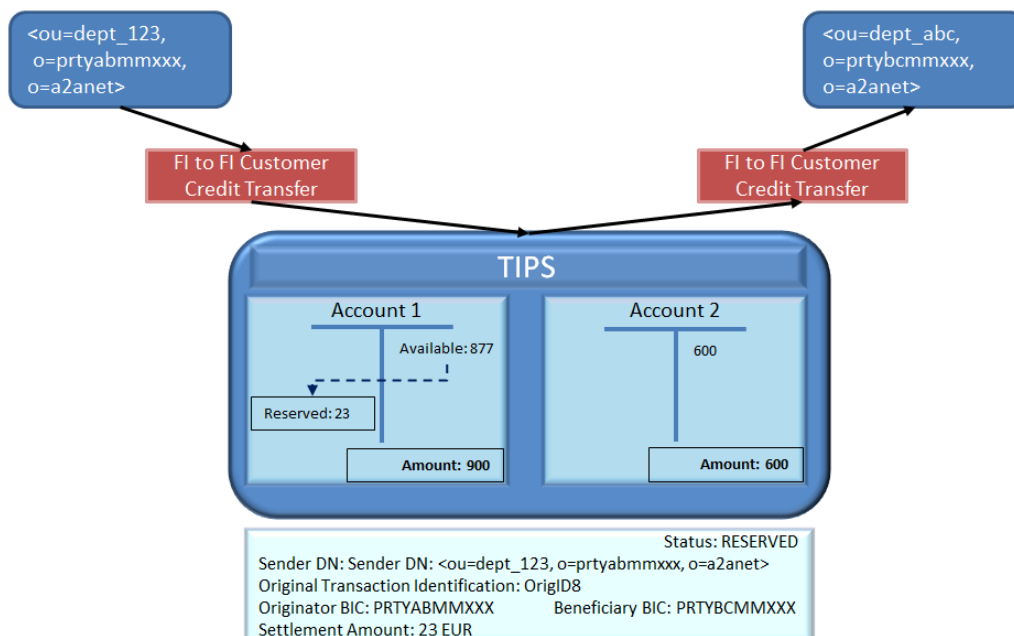 <ou=dept_123,
o=prtyabmmxxx,
o=a2anet>
<ou=dept_abc,
o=prtybcmmxxx,
o=a2anet>
FI to FI Customer
Credit Transfer
FI to FI Customer
Credit Transfer
TIPS
Account 1
Available: 877
Reserved: 23
Amount: 900
Account 2
600
Amount: 600
Status: RESERVED
Sender DN: Sender DN: <ou=dept_123, o=prtyabmmxxx, o=a2anet>
Original Transaction Identification: OrigID8
Originator BIC: PRTYABMMXXX Beneficiary BIC: PRTYBCMMXXX
Settlement Amount: 23 EUR